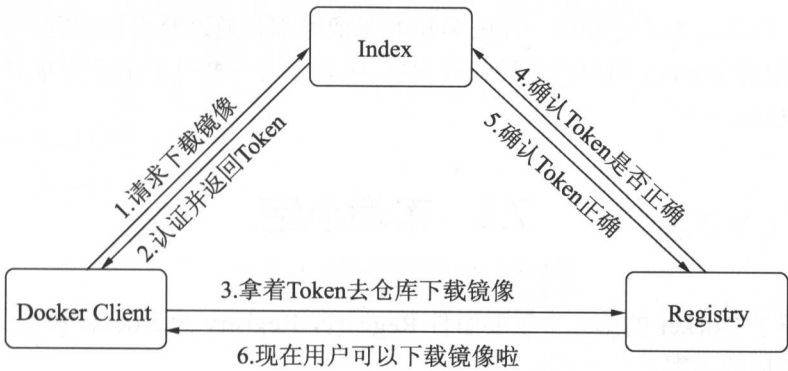 Index
1.请求下载镜像
2.认证并返回Token
4.确认Token是否正确
5.确认Token正确
Docker Client
3.拿着Token去仓库下载镜像
Registry
6.现在用户可以下载镜像啦